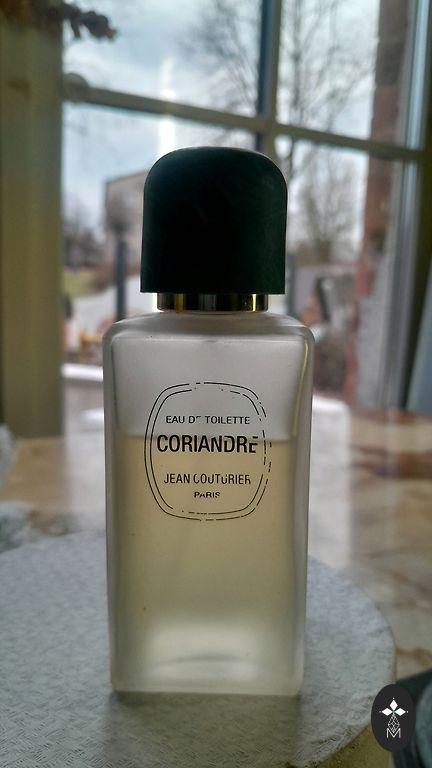 EAU DE TOILETTE
CORIANDRE
JEAN COUTURIER
PARIS